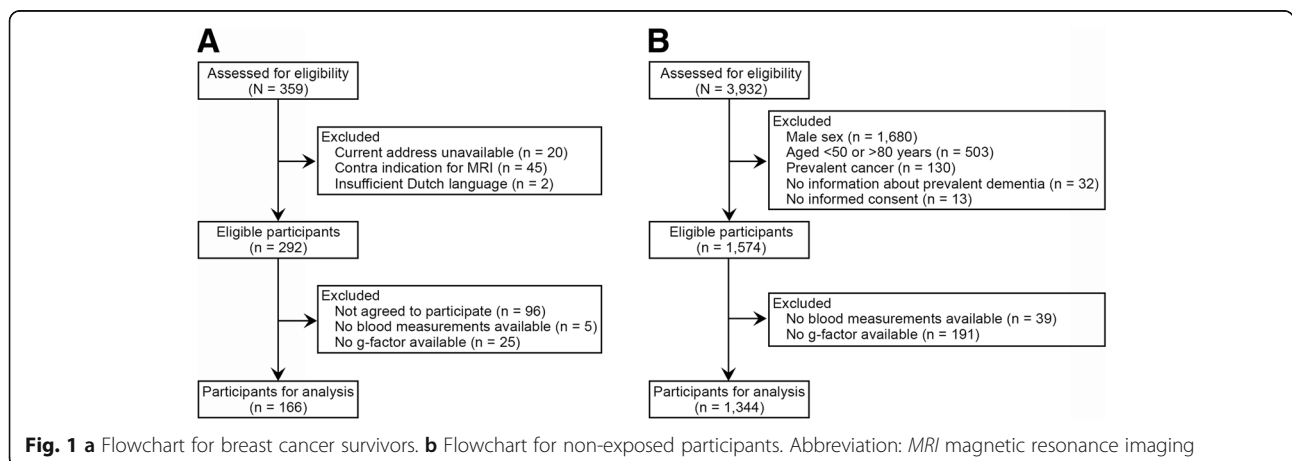 A
Assessed for eligibility
(N = 359)
Excluded
Current address unavailable (n = 20)
Contra indication for MRI (n = 45)
Insufficient Dutch language (n = 2)
Eligible participants
(n = 292)
Excluded
Not agreed to participate (n = 96)
No blood measurements available (n = 5)
No g-factor available (n = 25)
Participants for analysis
(n = 166)
B
Assessed for eligibility
(N = 3,932)
Excluded
Male sex (n = 1,680)
Aged <50 or >80 years (n = 503)
Prevalent cancer (n = 130)
No information about prevalent dementia (n = 32)
No informed consent (n = 13)
Eligible participants
(n = 1,574)
Excluded
No blood measurements available (n = 39)
No g-factor available (n = 191)
Participants for analysis
(n = 1,344)
Fig. 1 a Flowchart for breast cancer survivors. b Flowchart for non-exposed participants. Abbreviation: MRI magnetic resonance imaging